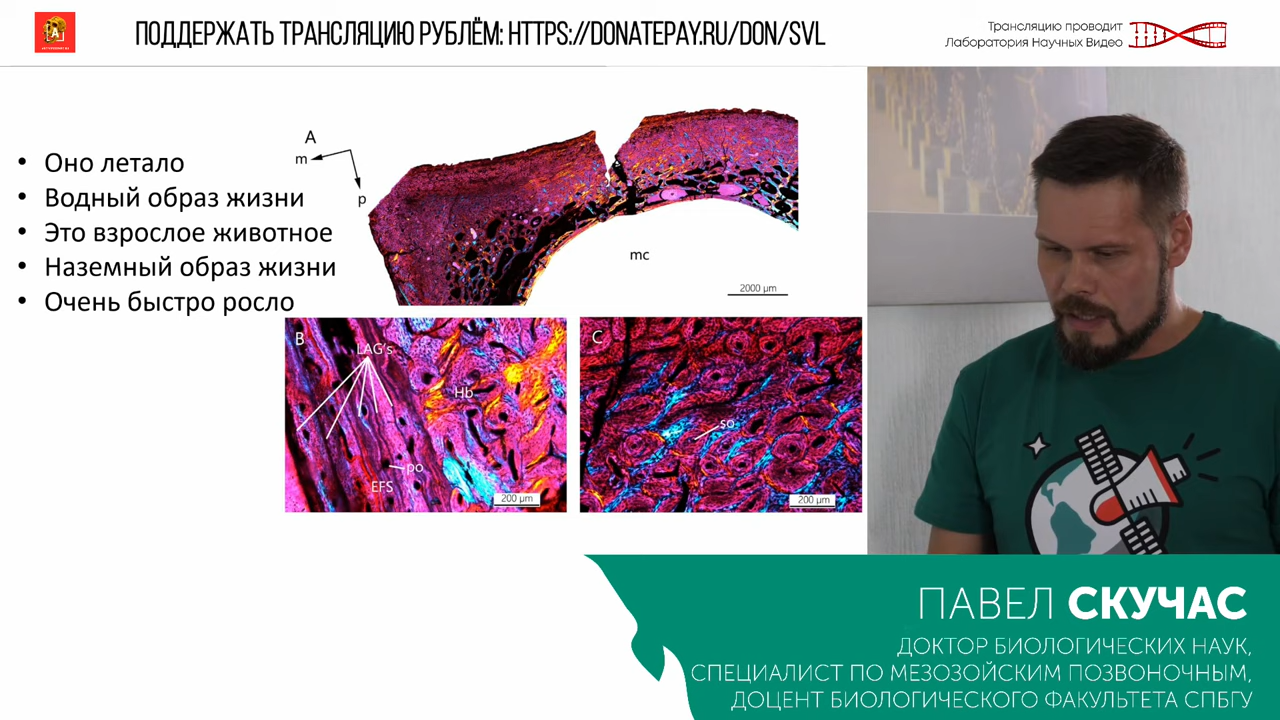 ПОДДЕРЖАТЬ ТРАНСЛЯЦИЮ РУБЛЁМ: HTTPS://DONATEPAY.RU/DON/SVL
Трансляцию проводит
Лаборатория Научных Видео
• Оно летало
• Водный образ жизни
• Это взрослое животное
• Наземный образ жизни
• Очень быстро росло
A
m
p
mc
2000 µm
B
LAG's
Hb
po
EFS
200 µm
C
so
200 µm
ПАВЕЛ СКУЧАС
ДОКТОР БИОЛОГИЧЕСКИХ НАУК,
СПЕЦИАЛИСТ ПО МЕЗОЗОЙСКИМ ПОЗВОНОЧНЫМ,
ДОЦЕНТ БИОЛОГИЧЕСКОГО ФАКУЛЬТЕТА СПБГУ